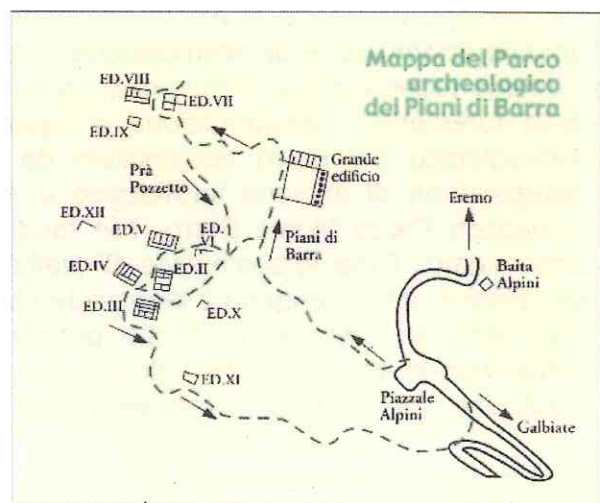 Mappa del Parco
archeologico
dei Piani di Barra
ED.VIII
ED.VII
ED.IX
Grande
edificio
Prà
Pozzetto
Eremo
ED.XII
ED.V
ED.
VI
Piani di
Barra
Baita
Alpini
ED.IV
ED.II
ED.III
ED.X
ED.XI
Piazzale
Alpini
Galbiate